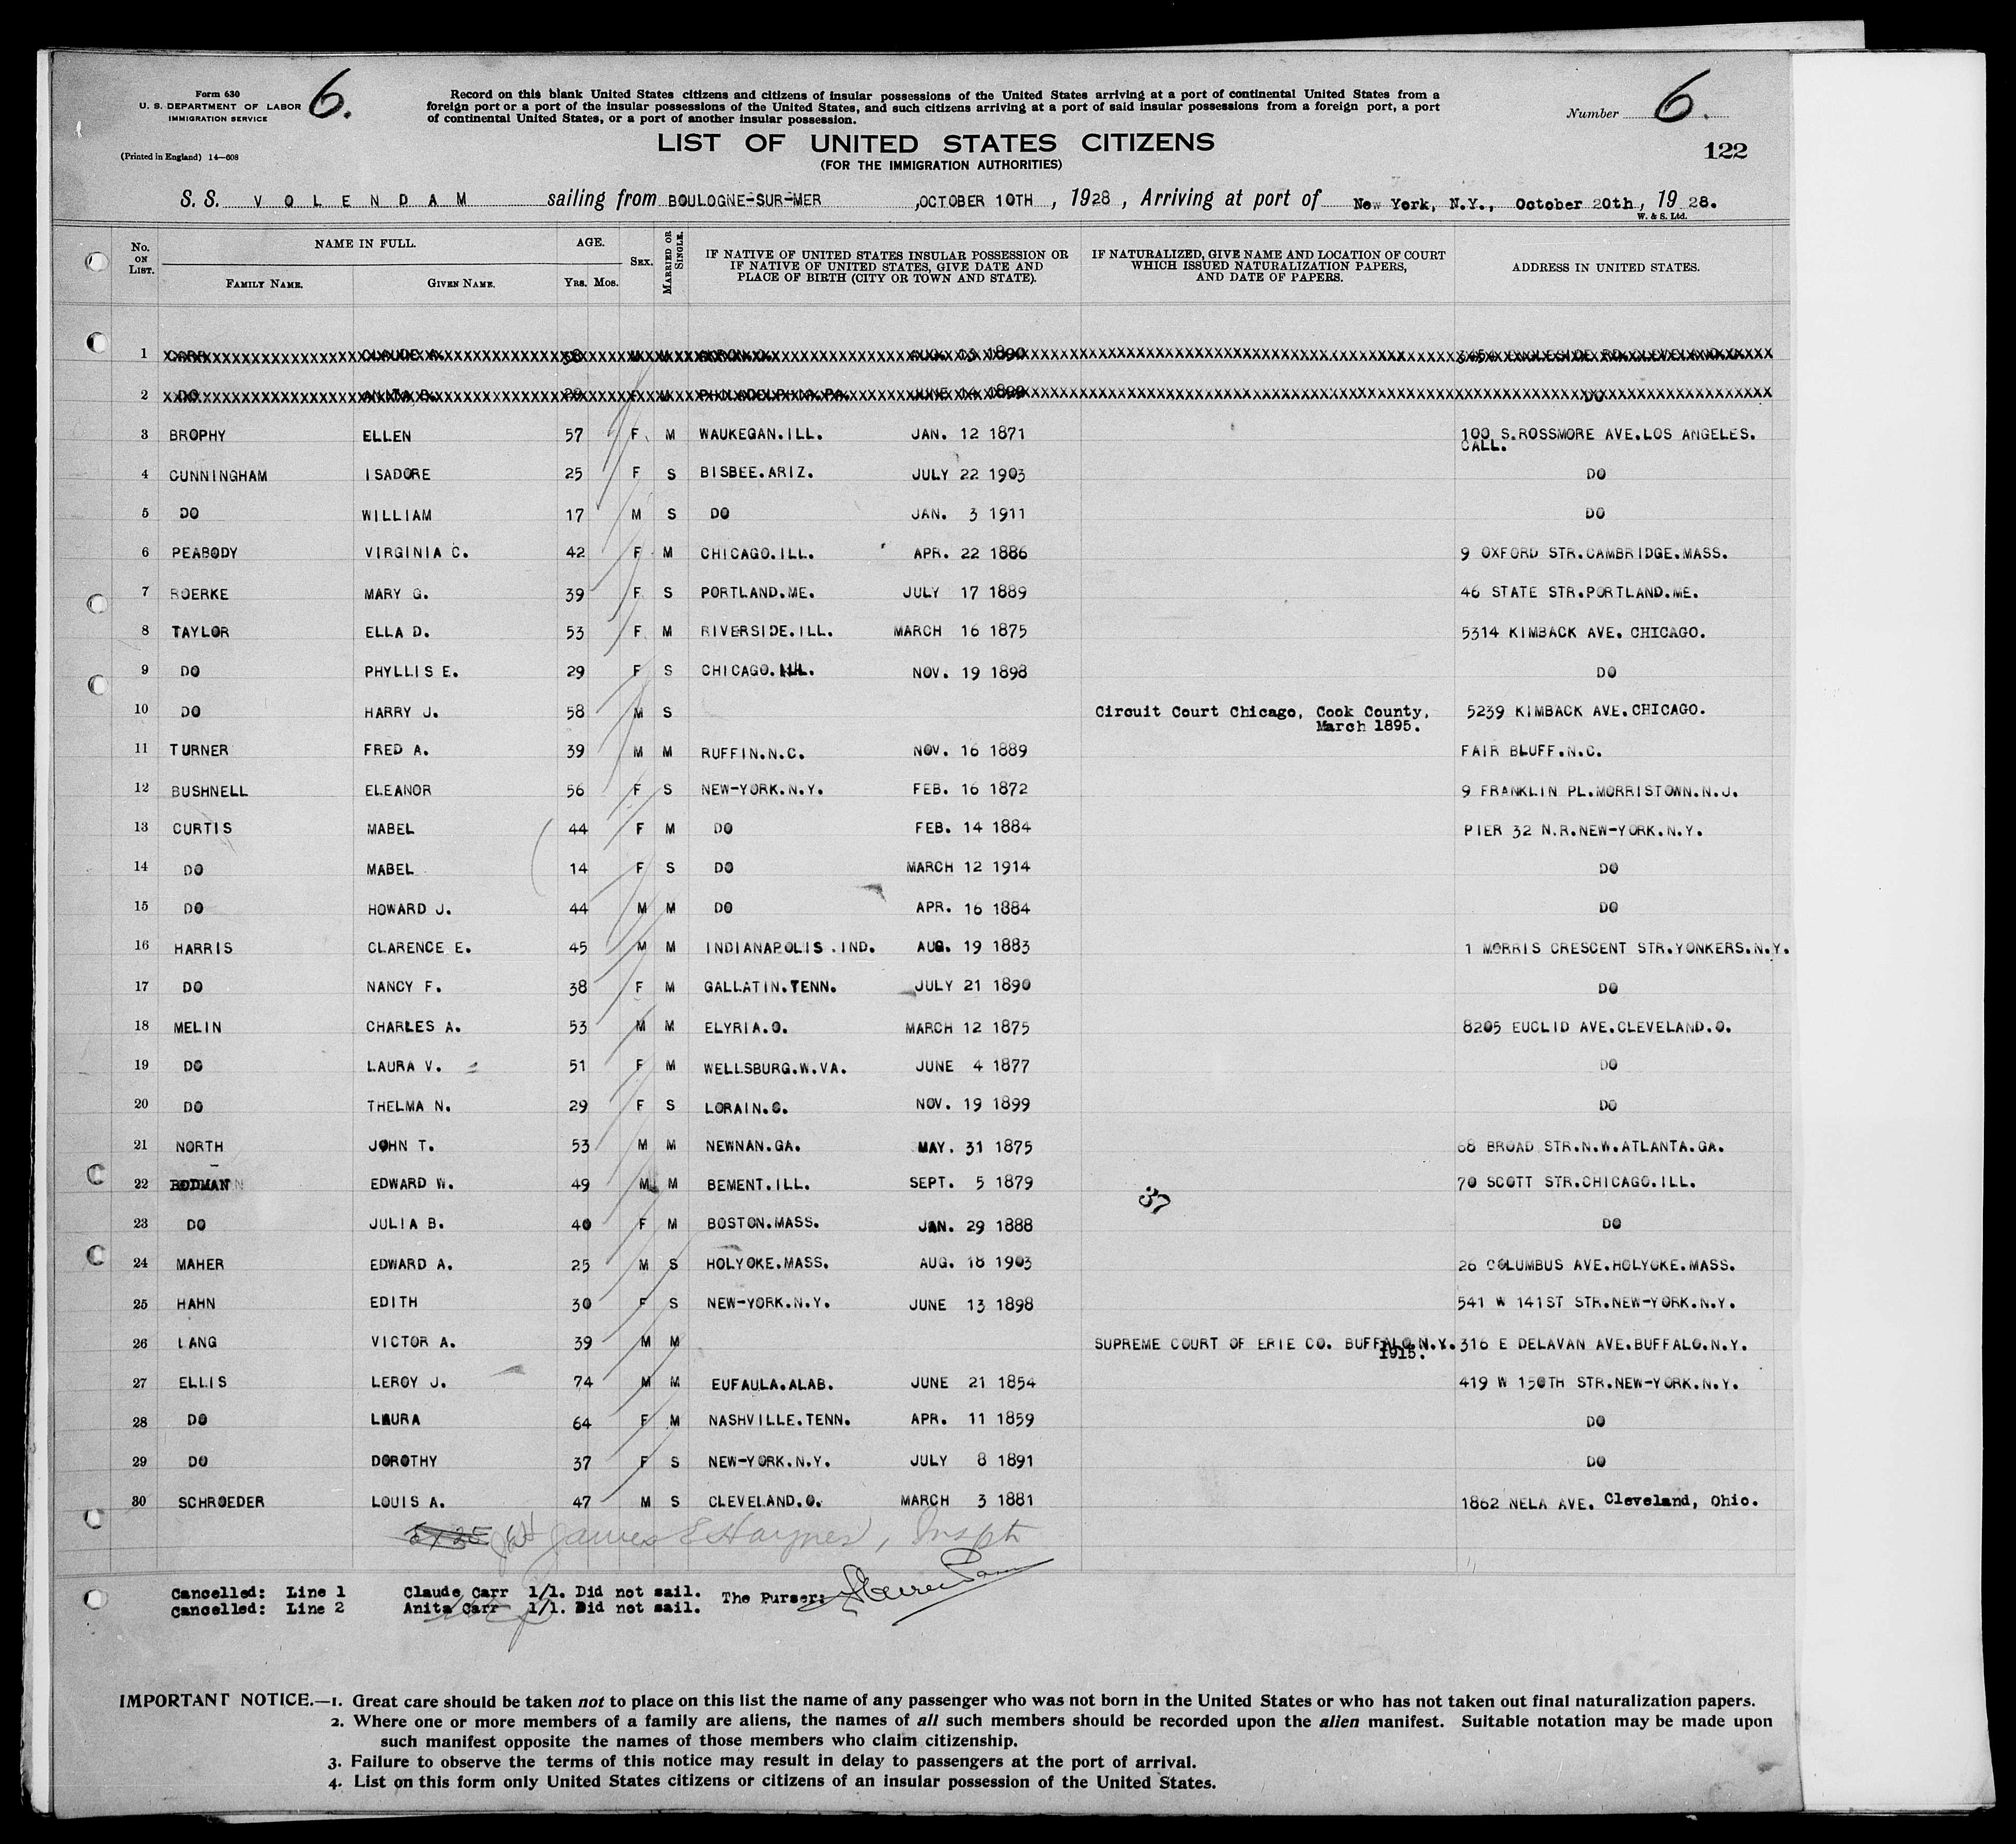 Form 630
U. S. DEPARTMENT OF LABOR
IMMIGRATION SERVICE
6.
(Printed in England) 14—608
Record on this blank United States citizens and citizens of insular possessions of the United States arriving at a port of continental United States from a
foreign port or a port of the insular possessions of the United States, and such citizens arriving at a port of said insular possessions from a foreign port, a port
of continental United States, or a port of another insular possession.
Number 6.
LIST OF UNITED STATES CITIZENS
(FOR THE IMMIGRATION AUTHORITIES)
122
S. S. VOLENDAM sailing from BOULOGNE-SUR-MER ,OCTOBER 10TH , 1928 , Arriving at port of New York, N.Y., October 20th, 19 28.
W. & S. Ltd.
No. ON LIST. NAME IN FULL. FAMILY NAME. GIVEN NAME. AGE. YRS. MOS. SEX. MARRIED OR SINGLE. IF NATIVE OF UNITED STATES INSULAR POSSESSION OR IF NATIVE OF UNITED STATES, GIVE DATE AND PLACE OF BIRTH (CITY OR TOWN AND STATE). IF NATURALIZED, GIVE NAME AND LOCATION OF COURT WHICH ISSUED NATURALIZATION PAPERS, AND DATE OF PAPERS. ADDRESS IN UNITED STATES.
1 CARR CLAUDE A. 38 M M AUG. 13 1890
2 DO ANITA 29 F M PHILADELPHIA.PA. JUNE 14 1899 DO
3 BROPHY ELLEN 57 F M WAUKEGAN.ILL. JAN. 12 1871 100 S.ROSSMORE AVE.LOS ANGELES.
CALL.
4 CUNNINGHAM ISADORE 25 F S BISBEE.ARIZ. JULY 22 1903 DO
5 DO WILLIAM 17 M S DO JAN. 3 1911 DO
6 PEABODY VIRGINIA C. 42 F M CHICAGO.ILL. APR. 22 1886 9 OXFORD STR.CAMBRIDGE.MASS.
7 ROERKE MARY G. 39 F S PORTLAND.ME. JULY 17 1889 46 STATE STR.PORTLAND.ME.
8 TAYLOR ELLA D. 53 F M RIVERSIDE.ILL. MARCH 16 1875 5314 KIMBACK AVE. CHICAGO.
9 DO PHYLLIS E. 29 F S CHICAGO.ILL. NOV. 19 1898 DO
10 DO HARRY J. 58 M S Circuit Court Chicago, Cook County, 5239 KIMBACK AVE.CHICAGO.
March 1895.
11 TURNER FRED A. 39 M M RUFFIN.N.C. NOV. 16 1889 FAIR BLUFF.N.C.
12 BUSHNELL ELEANOR 56 F S NEW-YORK.N.Y. FEB. 16 1872 9 FRANKLIN PL.MORRISTOWN.N.J.
13 CURTIS MABEL 44 F M DO FEB. 14 1884 PIER 32 N.R.NEW-YORK.N.Y.
14 DO MABEL 14 F S DO MARCH 12 1914 DO
15 DO HOWARD J. 44 M M DO APR. 16 1884 DO
16 HARRIS CLARENCE E. 45 M M INDIANAPOLIS.IND. AUG. 19 1883 1 MORRIS CRESCENT STR.YONKERS.N.Y.
17 DO NANCY F. 38 F M GALLATIN.TENN. JULY 21 1890 DO
18 MELIN CHARLES A. 53 M M ELYRIA.O. MARCH 12 1875 8205 EUCLID AVE.CLEVELAND.O.
19 DO LAURA V. 51 F M WELLSBURG.W.VA. JUNE 4 1877 DO
20 DO THELMA N. 29 F S LORAIN.O. NOV. 19 1899 DO
21 NORTH JOHN T. 53 M M NEWNAN.GA. MAY. 31 1875 68 BROAD STR.N.W.ATLANTA.GA.
22 BODMAN EDWARD W. 49 M M BEMENT.ILL. SEPT. 5 1879 70 SCOTT STR.CHICAGO.ILL.
23 DO JULIA B. 40 F M BOSTON.MASS. JAN. 29 1888 DO
24 MAHER EDWARD A. 25 M S HOLYOKE.MASS. AUG. 18 1903 26 COLUMBUS AVE.HOLYOKE.MASS.
25 HAHN EDITH 30 F S NEW-YORK.N.Y. JUNE 13 1898 541 W 141ST STR.NEW-YORK.N.Y.
26 LANG VICTOR A. 39 M M SUPREME COURT OF ERIE CO. BUFFALO.N.Y. 316 E DELAVAN AVE.BUFFALO.N.Y.
1915.
27 ELLIS LEROY J. 74 M M EUFAULA.ALAB. JUNE 21 1854 419 W 150TH STR.NEW-YORK.N.Y.
28 DO LAURA 64 F M NASHVILLE.TENN. APR. 11 1859 DO
29 DO DOROTHY 37 F S NEW-YORK.N.Y. JULY 8 1891 DO
30 SCHROEDER LOUIS A. 47 M S CLEVELAND.O. MARCH 3 1881 1862 NELA AVE. Cleveland, Ohio.
James E Haynes, Inspt
Cancelled: Line 1 Claude Carr 1/1. Did not sail. The Purser:
Cancelled: Line 2 Anita Carr 1/1. Did not sail.
IMPORTANT NOTICE.—1. Great care should be taken not to place on this list the name of any passenger who was not born in the United States or who has not taken out final naturalization papers.
2. Where one or more members of a family are aliens, the names of all such members should be recorded upon the alien manifest. Suitable notation may be made upon
such manifest opposite the names of those members who claim citizenship.
3. Failure to observe the terms of this notice may result in delay to passengers at the port of arrival.
4. List on this form only United States citizens or citizens of an insular possession of the United States.